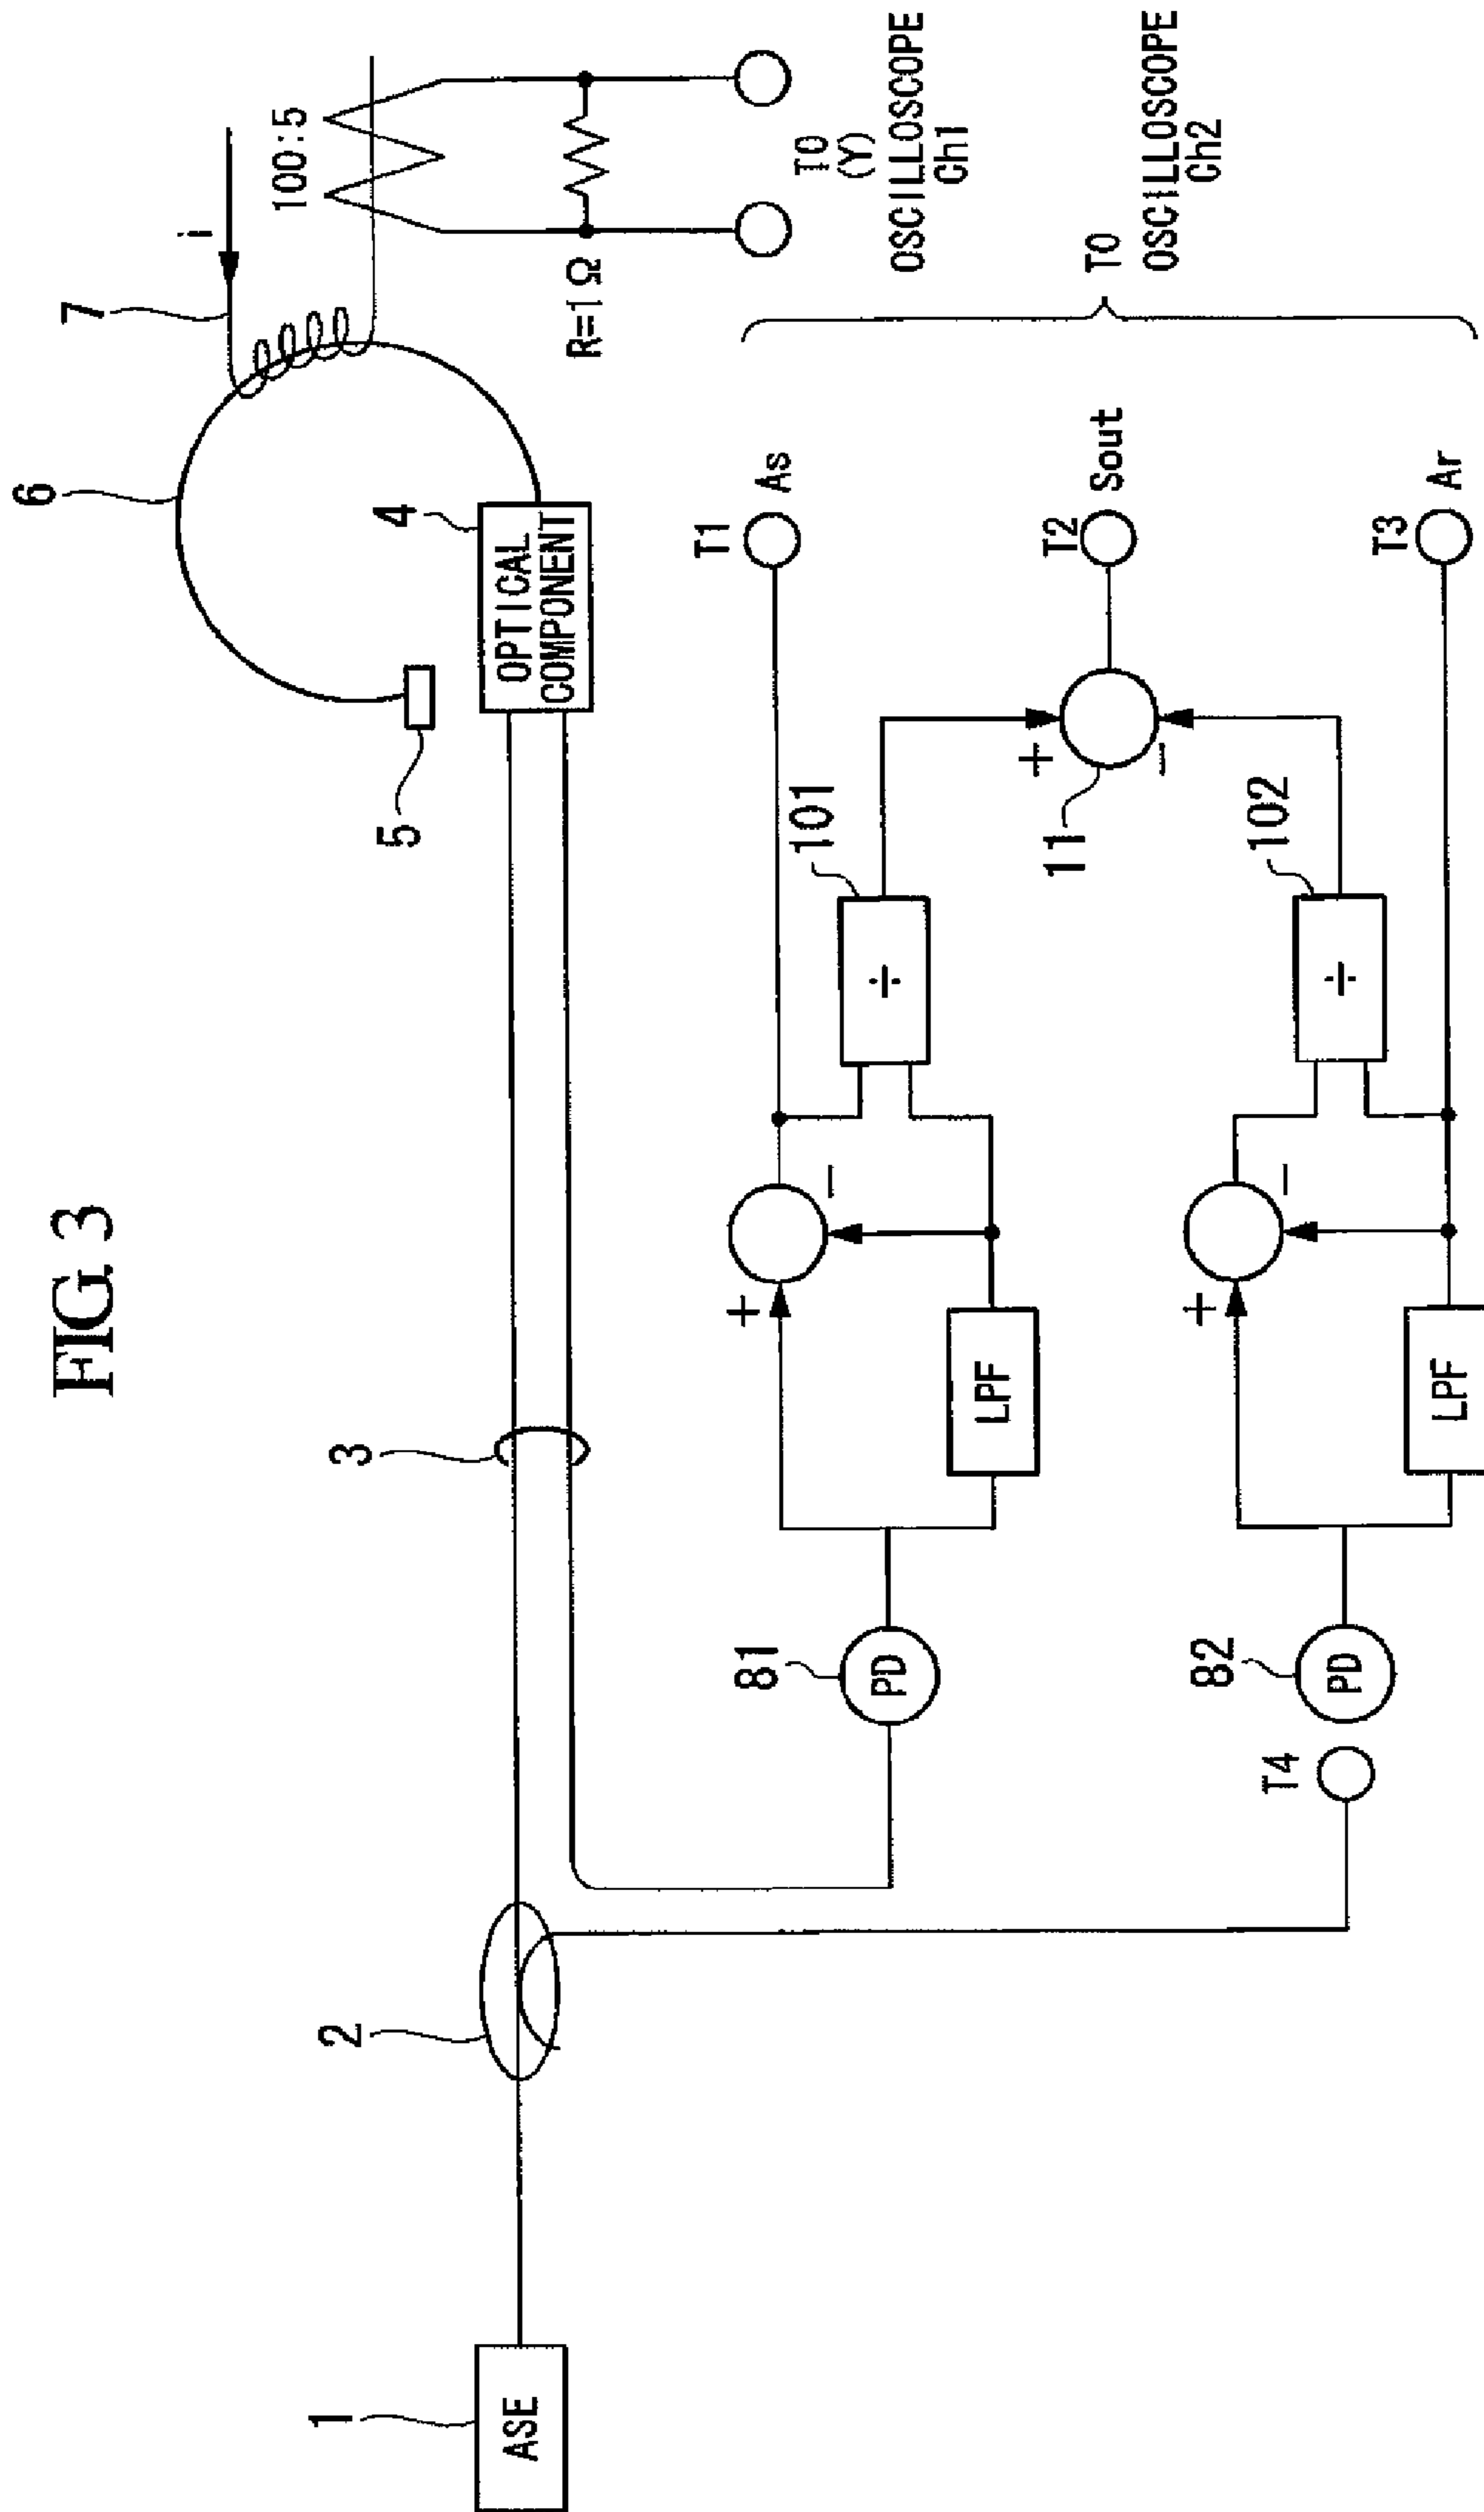 FIG. 3
1
ASE
2
3
4
OPTICAL
COMPONENT
5
6
7
i
100:5
R=1 Ω
TO
(Y)
OSCILLOSCOPE
Ch1
81
PD
LPF
+
−
÷
101
T1
As
11
+
−
T2
Sout
TO
OSCILLOSCOPE
Ch2
T4
82
PD
LPF
+
−
÷
102
T3
Ar